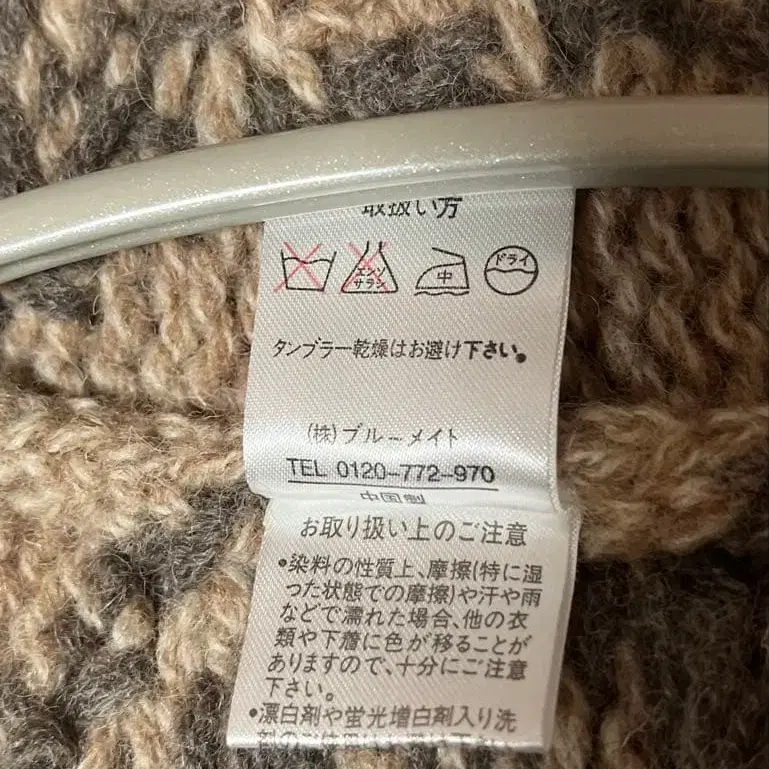 取扱い方
エンソ
サラシ
中
ドライ
タンブラー乾燥はお避け下さい。
(株)ブルーメイト
TEL 0120-772-970
中国製
お取り扱い上のご注意
•染料の性質上、摩擦(特に湿
った状態での摩擦)や汗や雨
などで濡れた場合、他の衣
類や下着に色が移ることが
ありますので、十分にご注意
下さい。
•漂白剤や蛍光増白剤入り洗